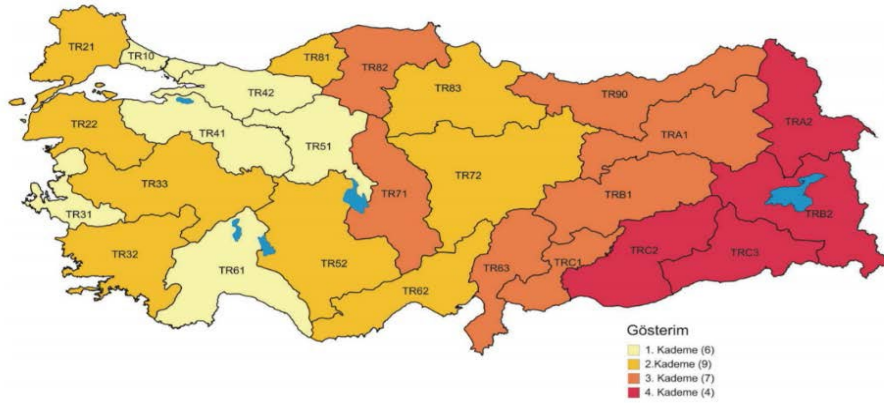 TR21
TR10
TR81
TR82
TR42
TR83
TR90
TR22
TR41
TR51
TRA1
TRA2
TR33
TR71
TR72
TRB1
TRB2
TR31
TR32
TR61
TR52
TR62
TR63
TRC1
TRC2
TRC3
Gösterim
1. Kademe (6)
2.Kademe (9)
3. Kademe (7)
4. Kademe (4)